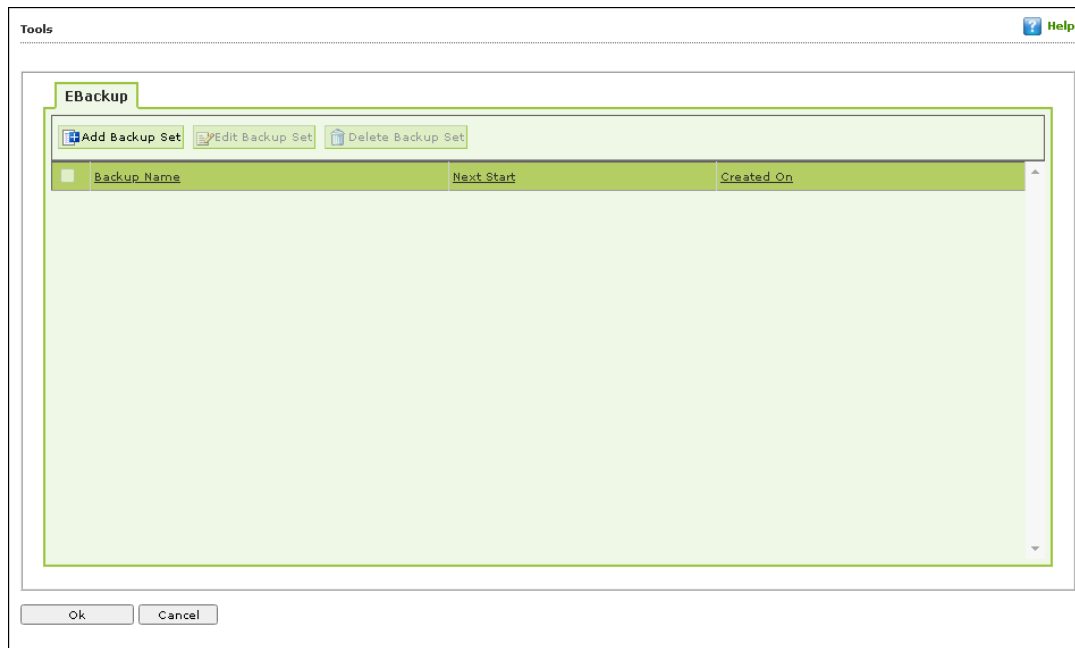 Tools
? Help
EBackup
Add Backup Set Edit Backup Set Delete Backup Set
Backup Name Next Start Created On
Ok Cancel